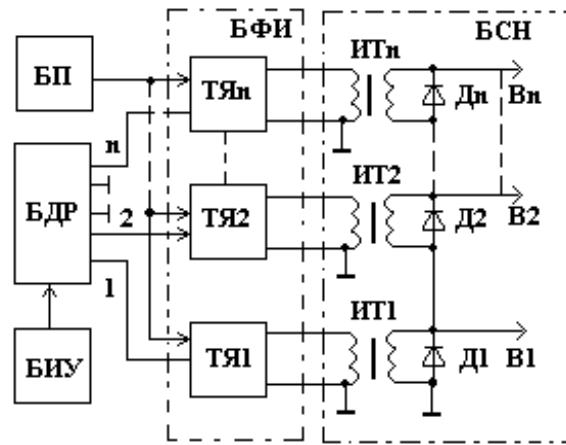 БФИ
БСН
БП
ТЯn
ИТn
Дn
Вn
n
БДР
2
ТЯ2
ИТ2
Д2
В2
1
БИУ
ТЯ1
ИТ1
Д1
В1